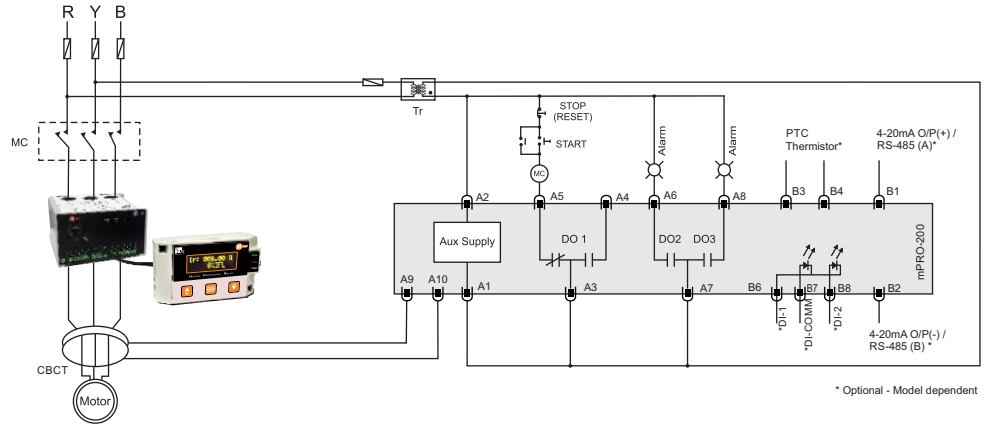 R Y B
Tr
MC
STOP
(RESET)
START
MC
Alarm
Alarm
PTC
Thermistor*
4-20mA O/P(+) /
RS-485 (A)*
A2
A5
A4
A6
A8
B3
B4
B1
Aux Supply
DO 1
DO2
DO3
mPRO-200
A9
A10
A1
A3
A7
B6
B7
B8
B2
*DI-1
*DI-COMM
*DI-2
4-20mA O/P(-) /
RS-485 (B) *
CBCT
Motor
* Optional - Model dependent